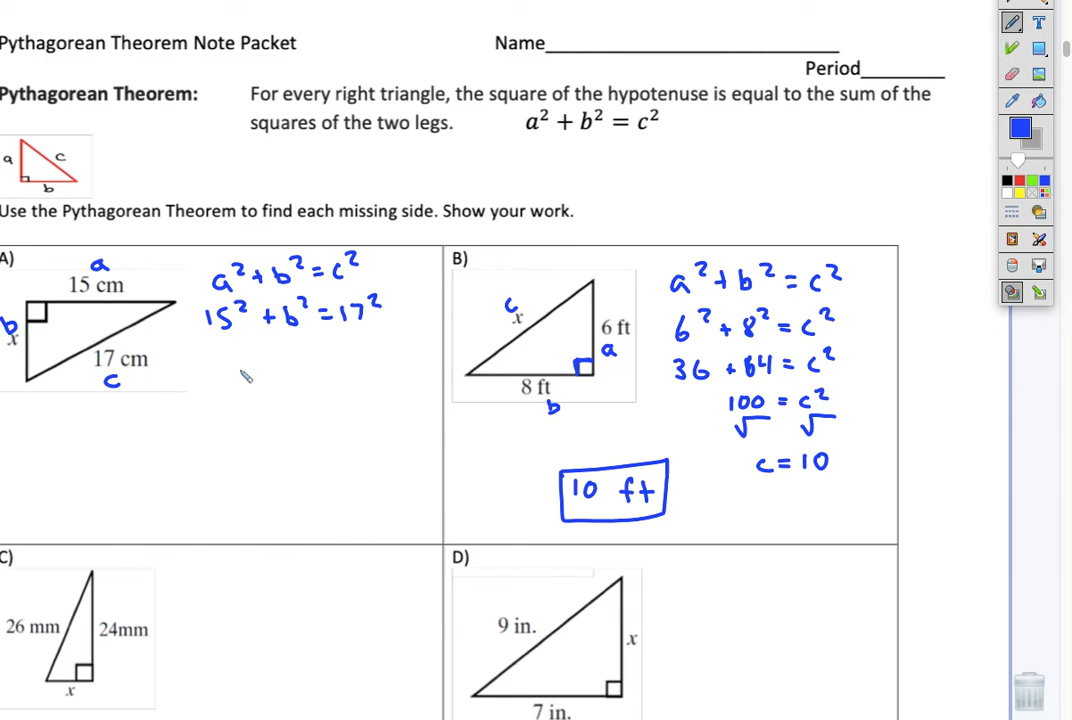 Pythagorean Theorem Note Packet Name____________________________
Period________
Pythagorean Theorem: For every right triangle, the square of the hypotenuse is equal to the sum of the
squares of the two legs. a² + b² = c²
a c
b
Use the Pythagorean Theorem to find each missing side. Show your work.
A)
a
15 cm
b
x
17 cm
c
a² + b² = c²
15² + b² = 17²
B)
c
x
6 ft
a
8 ft
b
a² + b² = c²
6² + 8² = c²
36 + 64 = c²
100 = c²
√ √
c = 10
10 ft
C)
26 mm
24mm
x
D)
9 in.
x
7 in.
T